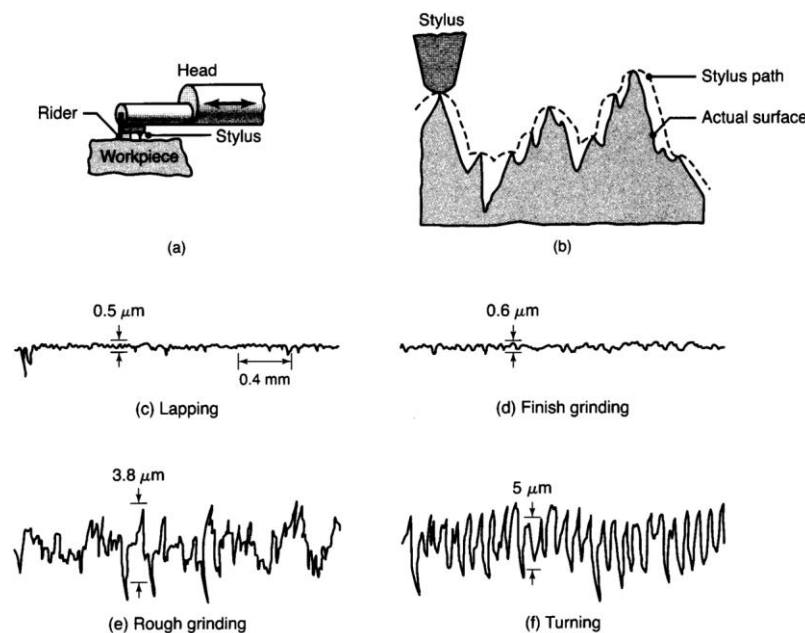 Head
Rider
Stylus
Workpiece
(a)
Stylus
Stylus path
Actual surface
(b)
0.5 μm
0.4 mm
(c) Lapping
0.6 μm
(d) Finish grinding
3.8 μm
(e) Rough grinding
5 μm
(f) Turning